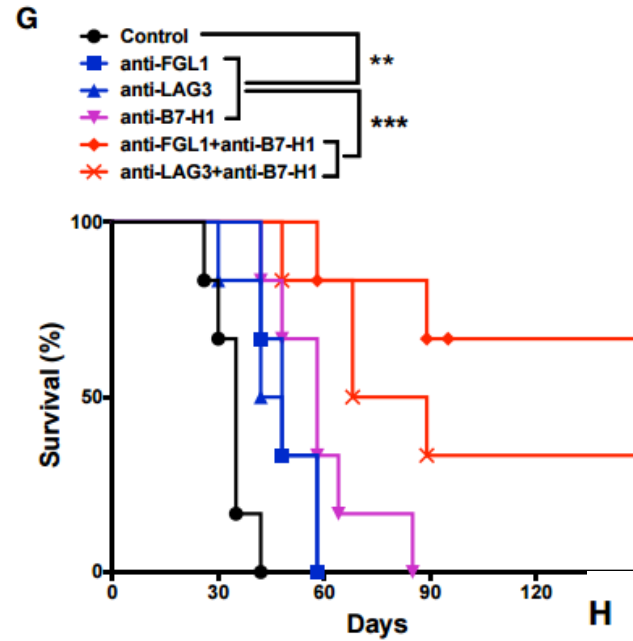 G
Control
anti-FGL1
**
anti-LAG3
anti-B7-H1
***
anti-FGL1+anti-B7-H1
anti-LAG3+anti-B7-H1
100
50
0
Survival (%)
0 30 60 90 120
Days
H